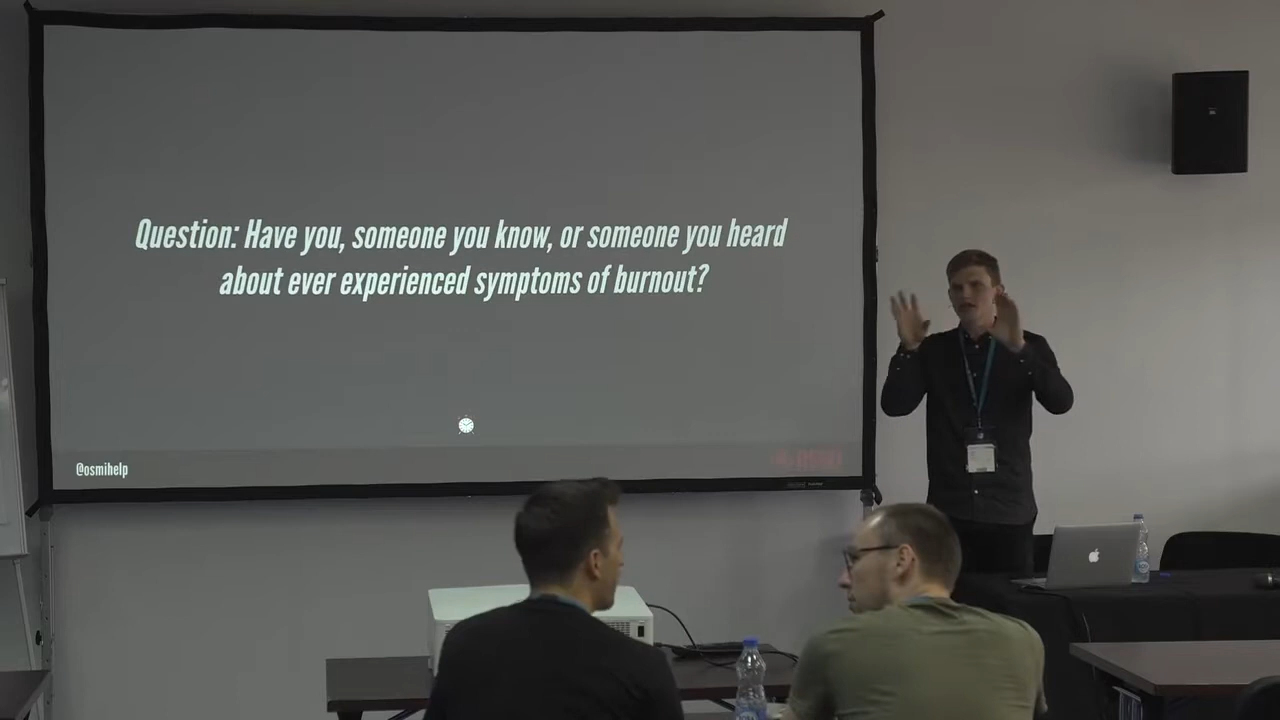 Question: Have you, someone you know, or someone you heard
about ever experienced symptoms of burnout?
@osmihelp